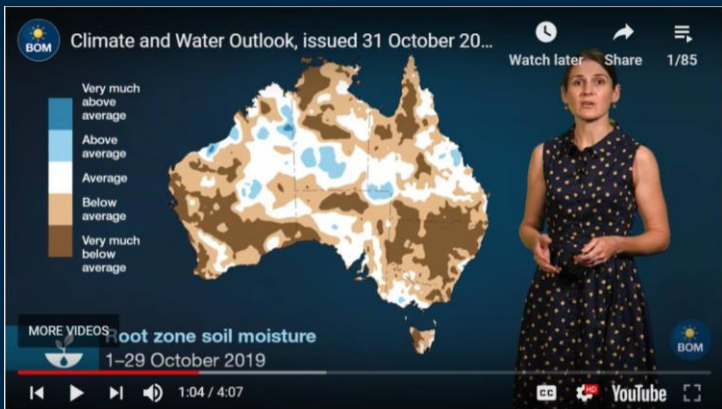 BOM
Climate and Water Outlook, issued 31 October 20...
Watch later
Share
1/85
Very much
above
average
Above
average
Average
Below
average
Very much
below
average
MORE VIDEOS
Root zone soil moisture
1–29 October 2019
BOM
1:04 / 4:07
CC
HD
YouTube